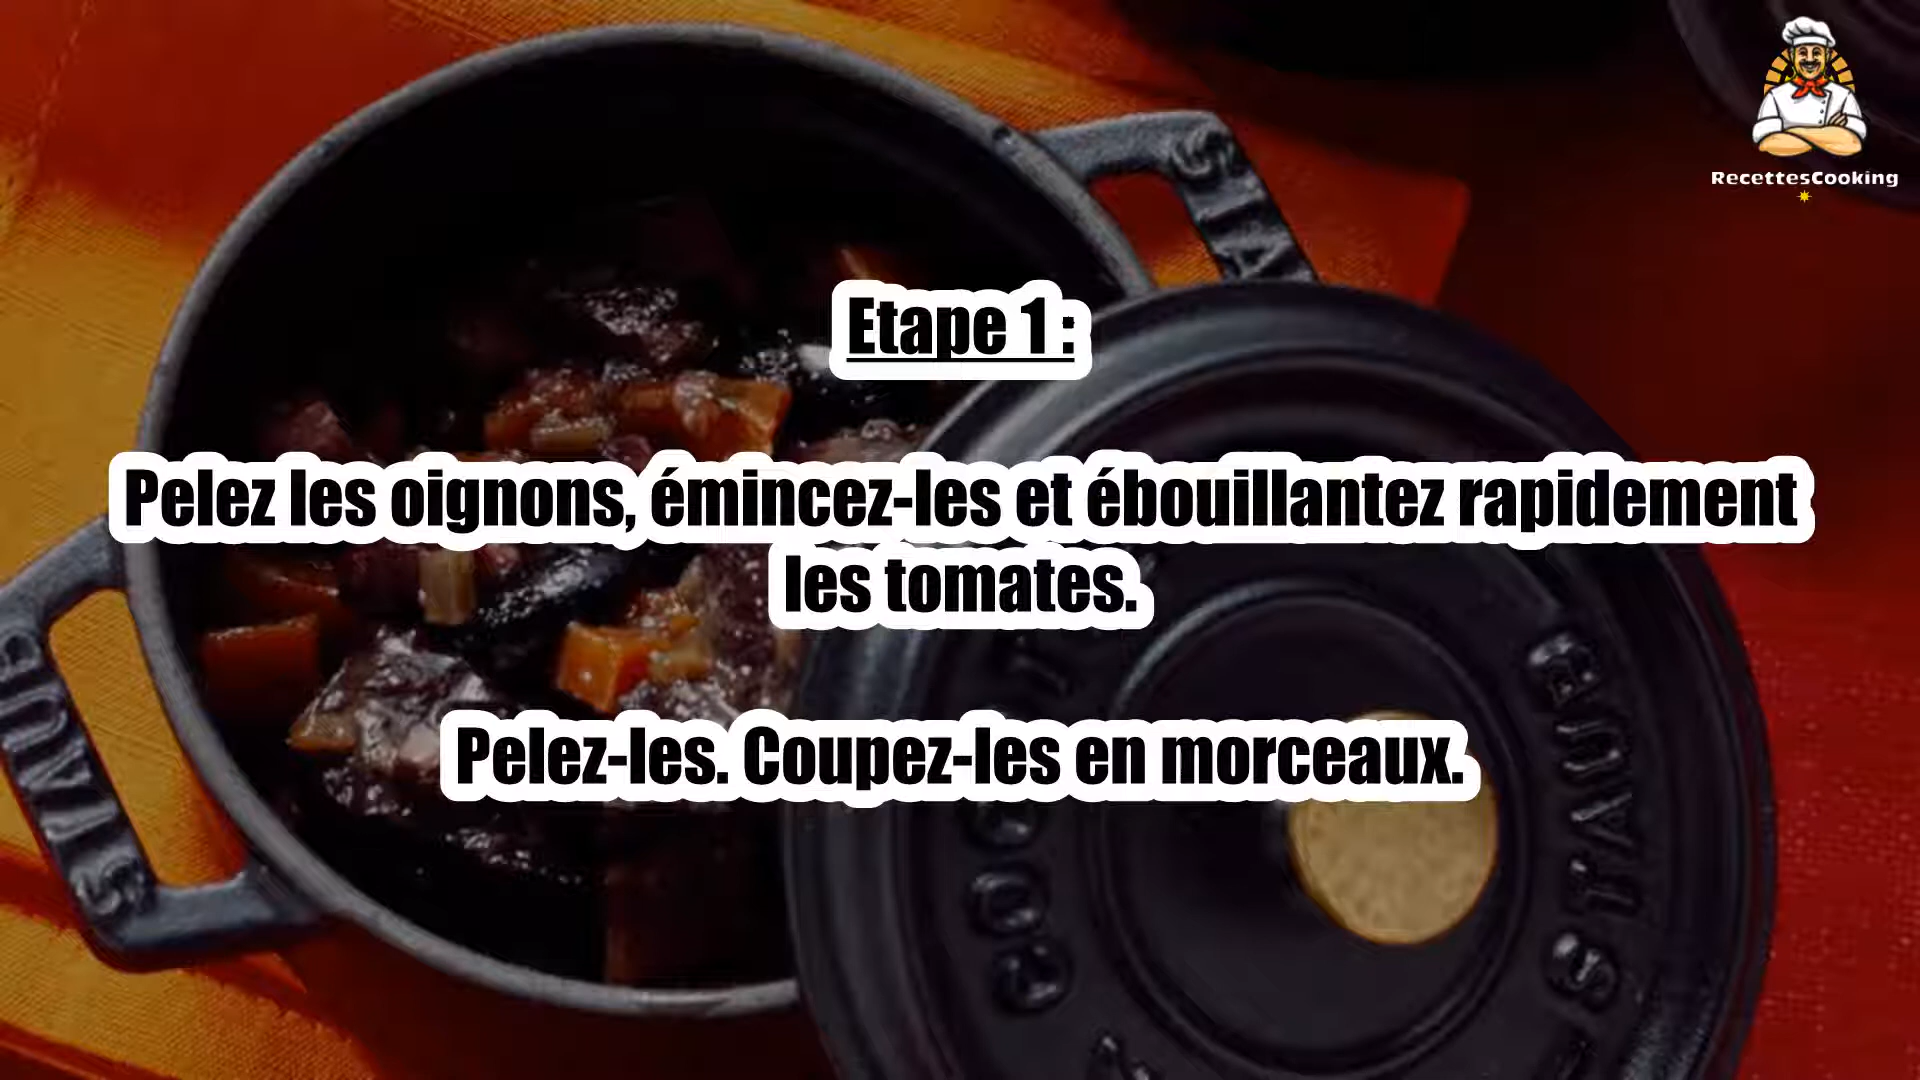 RecettesCooking
Etape 1 :
Pelez les oignons, émincez-les et ébouillantez rapidement
les tomates.
Pelez-les. Coupez-les en morceaux.
STAUB
STAUB
STAUB